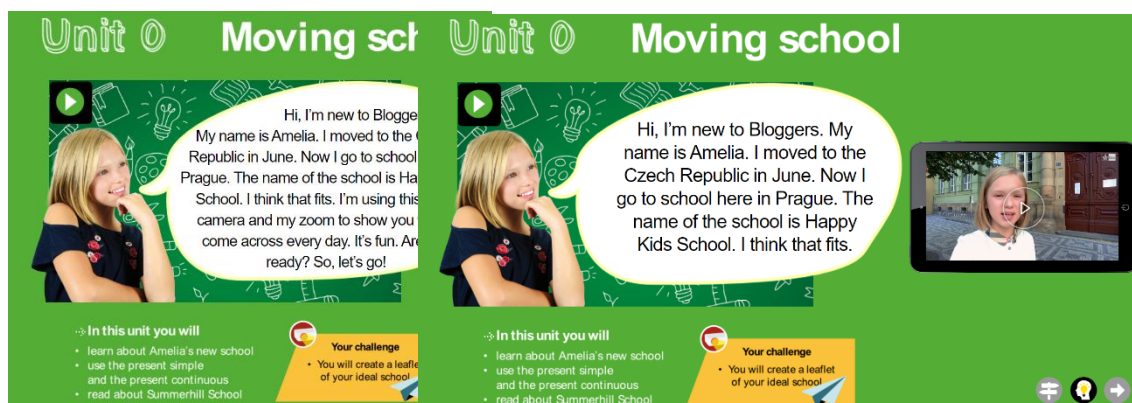 Unit 0
Moving sch
Hi, I'm new to Blogge
My name is Amelia. I moved to the
Republic in June. Now I go to school
Prague. The name of the school is Ha
School. I think that fits. I'm using this
camera and my zoom to show you
come across every day. It's fun. Are
ready? So, let's go!
In this unit you will
• learn about Amelia's new school
• use the present simple
and the present continuous
• read about Summerhill School
Your challenge
• You will create a leafle
of your ideal school
Unit 0
Moving school
Hi, I'm new to Bloggers. My
name is Amelia. I moved to the
Czech Republic in June. Now I
go to school here in Prague. The
name of the school is Happy
Kids School. I think that fits.
In this unit you will
• learn about Amelia's new school
• use the present simple
and the present continuous
• read about Summerhill School
Your challenge
• You will create a leaflet
of your ideal school